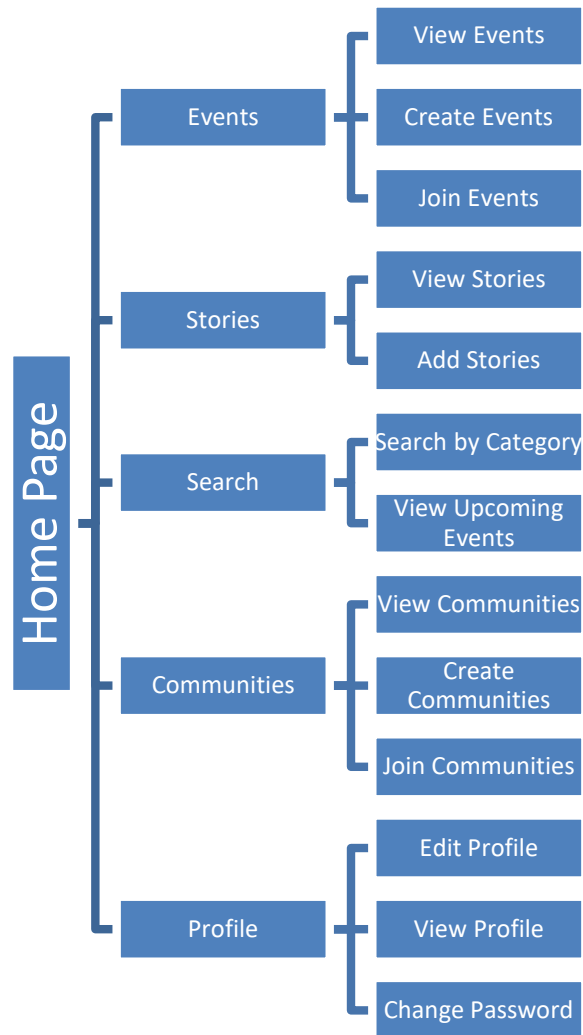 Home Page
Events
View Events
Create Events
Join Events
Stories
View Stories
Add Stories
Search
Search by Category
View Upcoming
Events
Communities
View Communities
Create
Communities
Join Communities
Profile
Edit Profile
View Profile
Change Password